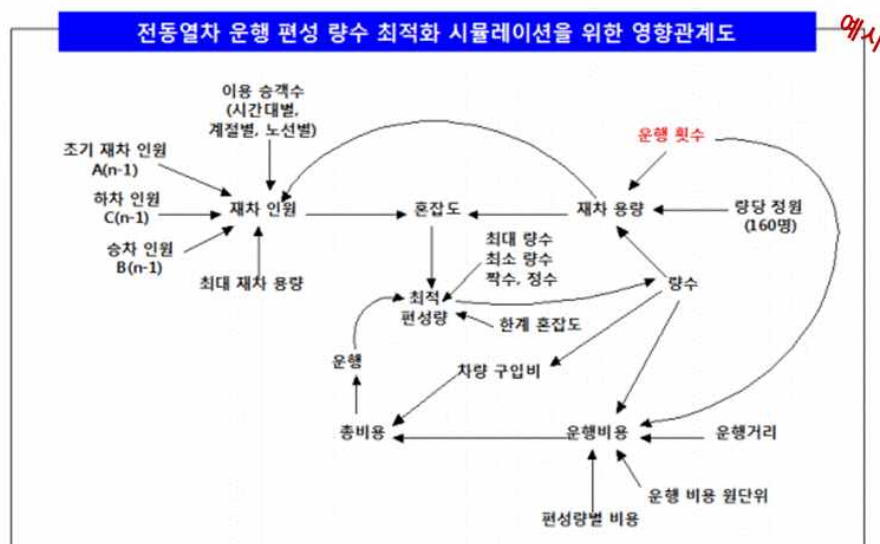 전동열차 운행 편성 량수 최적화 시뮬레이션을 위한 영향관계도
예시
이용 승객수
(시간대별,
계절별, 노선별)
운행 횟수
조기 재차 인원
A(n-1)
하차 인원
C(n-1)
재차 인원
혼잡도
재차 용량
량당 정원
(160명)
승차 인원
B(n-1)
최대 재차 용량
최대 량수
최소 량수
짝수, 정수
최적
편성량
량수
한계 혼잡도
운행
차량 구입비
총비용
운행비용
운행거리
운행 비용 원단위
편성량별 비용